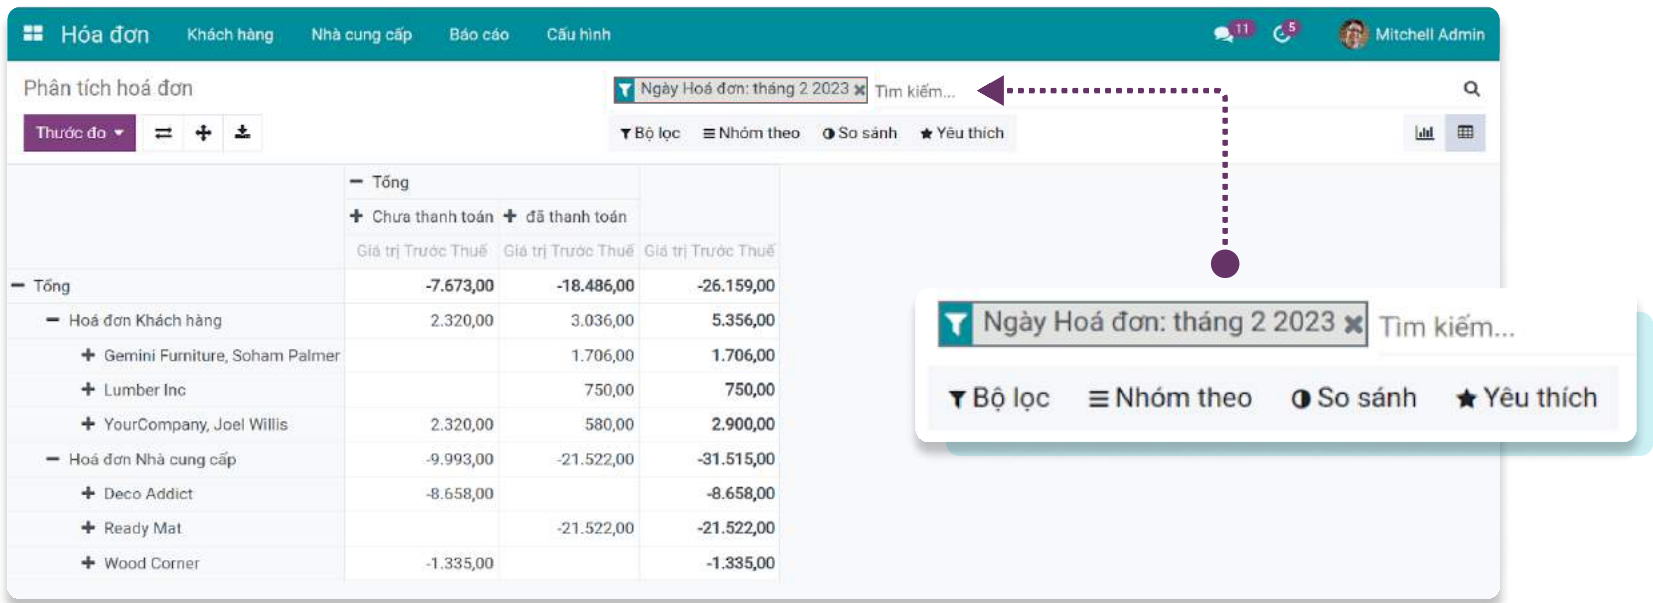 Hóa đơn Khách hàng Nhà cung cấp Báo cáo Cấu hình 11 5 Mitchell Admin
Phân tích hoá đơn Ngày Hoá đơn: tháng 2 2023 Tìm kiếm...
Thước đo Bộ lọc Nhóm theo So sánh Yêu thích
Tổng
Chưa thanh toán đã thanh toán
Giá trị Trước Thuế Giá trị Trước Thuế Giá trị Trước Thuế
Tổng -7.673,00 -18.486,00 -26.159,00
Hoá đơn Khách hàng 2.320,00 3.036,00 5.356,00
Gemini Furniture, Soham Palmer 1.706,00 1.706,00
Lumber Inc 750,00 750,00
YourCompany, Joel Willis 2.320,00 580,00 2.900,00
Hoá đơn Nhà cung cấp -9.993,00 -21.522,00 -31.515,00
Deco Addict -8.658,00 -8.658,00
Ready Mat -21.522,00 -21.522,00
Wood Corner -1.335,00 -1.335,00
Ngày Hoá đơn: tháng 2 2023 Tìm kiếm...
Bộ lọc Nhóm theo So sánh Yêu thích